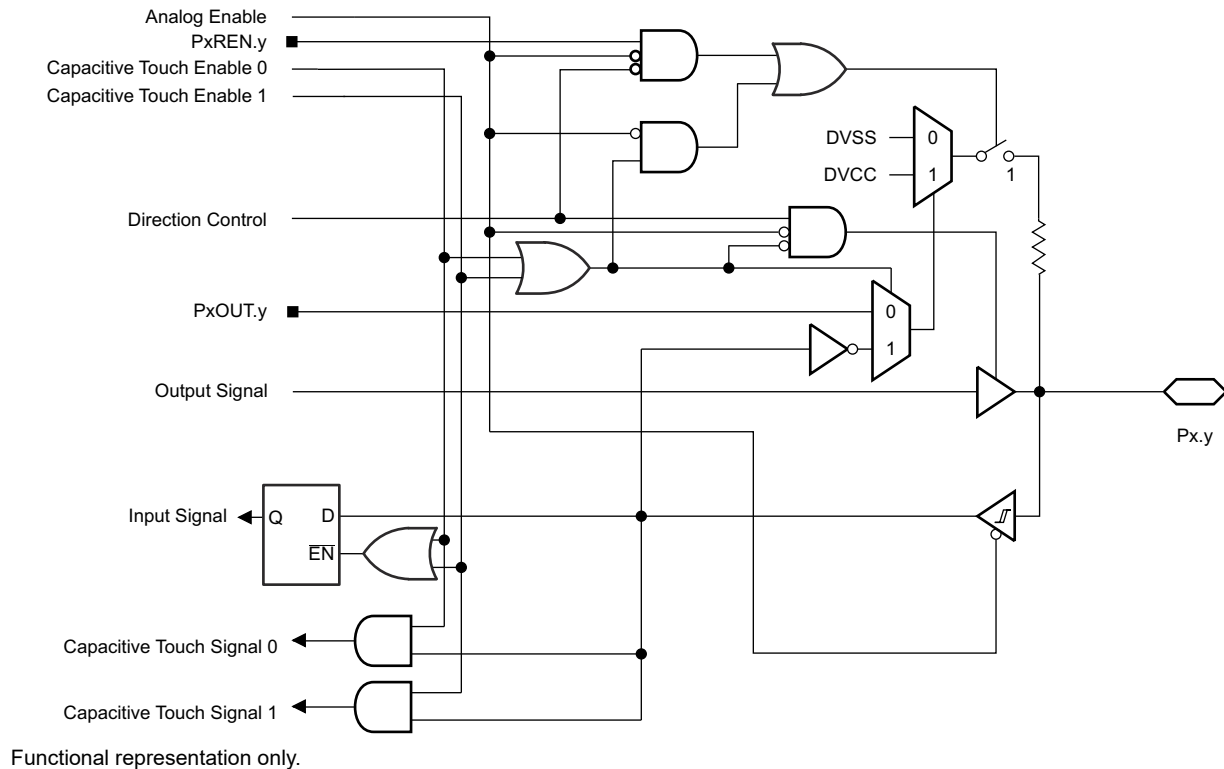 Analog Enable
PxREN.y
Capacitive Touch Enable 0
Capacitive Touch Enable 1
DVSS
0
DVCC
1
1
Direction Control
PxOUT.y
0
1
Output Signal
Px.y
Input Signal
Q
D
EN
Capacitive Touch Signal 0
Capacitive Touch Signal 1
Functional representation only.